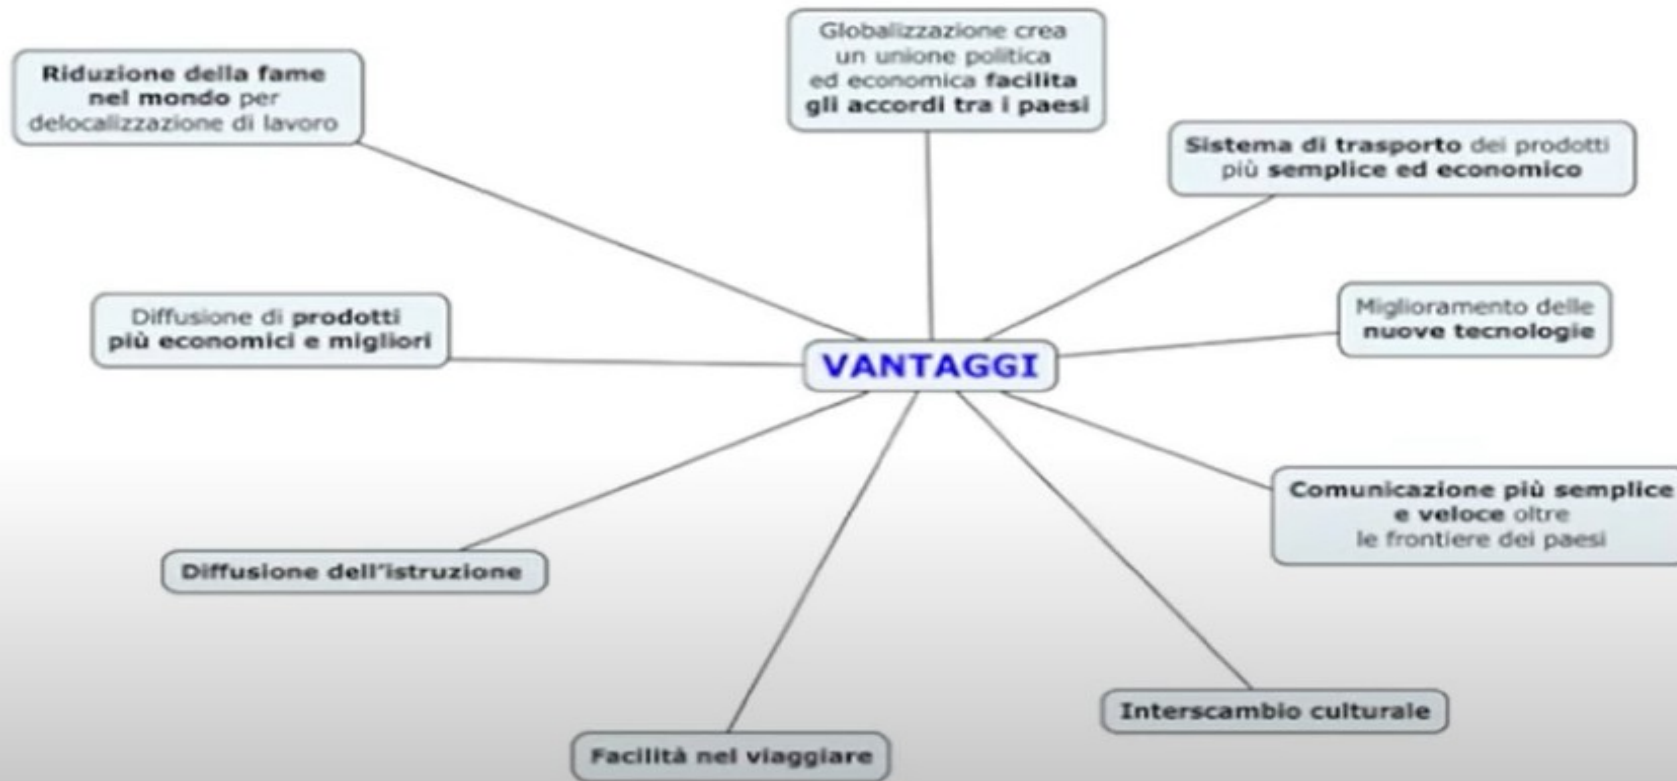 Globalizzazione crea
un unione politica
ed economica facilita
gli accordi tra i paesi
Riduzione della fame
nel mondo per
delocalizzazione di lavoro
Sistema di trasporto dei prodotti
più semplice ed economico
Diffusione di prodotti
più economici e migliori
Miglioramento delle
nuove tecnologie
VANTAGGI
Comunicazione più semplice
e veloce oltre
le frontiere dei paesi
Diffusione dell'istruzione
Interscambio culturale
Facilità nel viaggiare